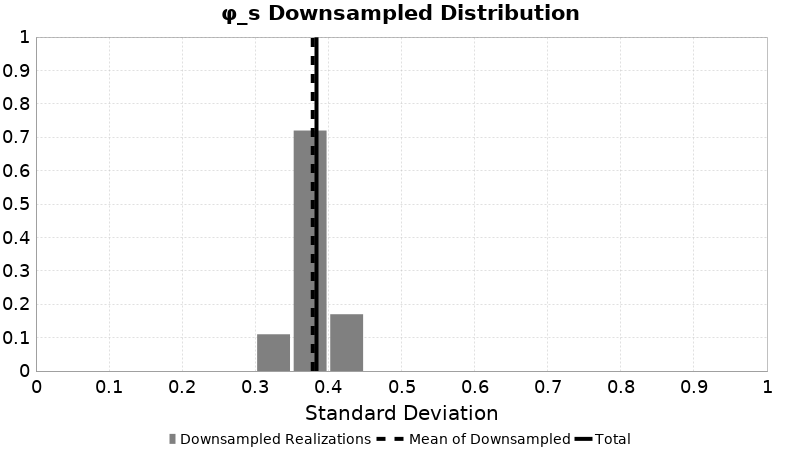 φ_s Downsampled Distribution
1
0.9
0.8
0.7
0.6
0.5
0.4
0.3
0.2
0.1
0
0 0.1 0.2 0.3 0.4 0.5 0.6 0.7 0.8 0.9 1
Standard Deviation
Downsampled Realizations Mean of Downsampled Total